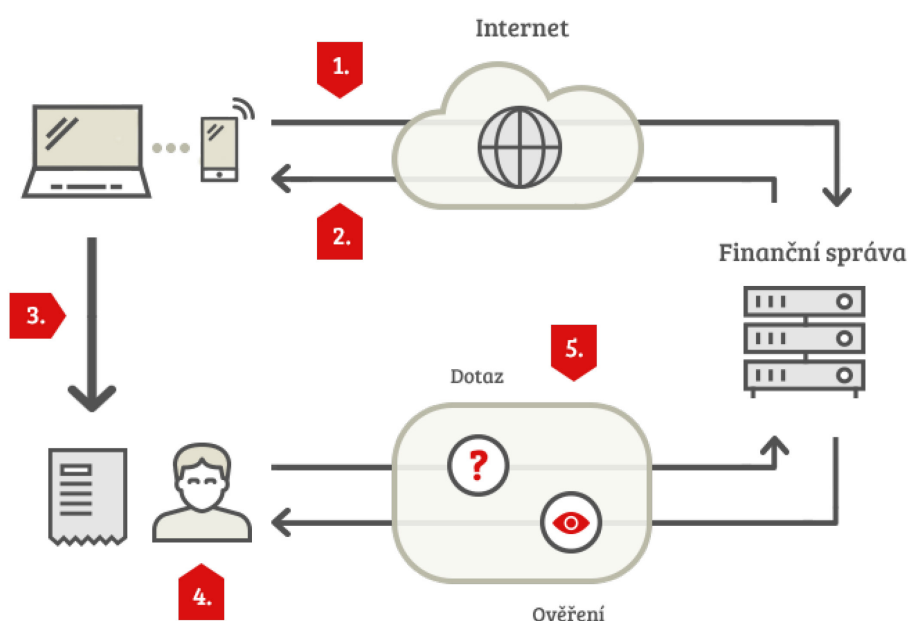 Internet
1.
2.
Finanční správa
3.
5.
Dotaz
?
4.
Ověření